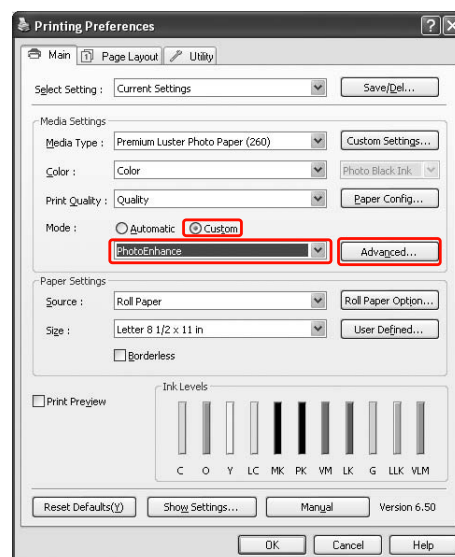 Printing Preferences
Main Page Layout Utility
Select Setting : Current Settings Save/Del...
Media Settings
Media Type : Premium Luster Photo Paper (260) Custom Settings...
Color : Color Photo Black Ink
Print Quality : Quality Paper Config...
Mode : Automatic Custom
PhotoEnhance Advanced...
Paper Settings
Source : Roll Paper Roll Paper Option...
Size : Letter 8 1/2 x 11 in User Defined...
Borderless
Print Preview Ink Levels
C O Y LC MK PK VM LK G LLK VLM
Reset Defaults(Y) Show Settings... Manual Version 6.50
OK Cancel Help